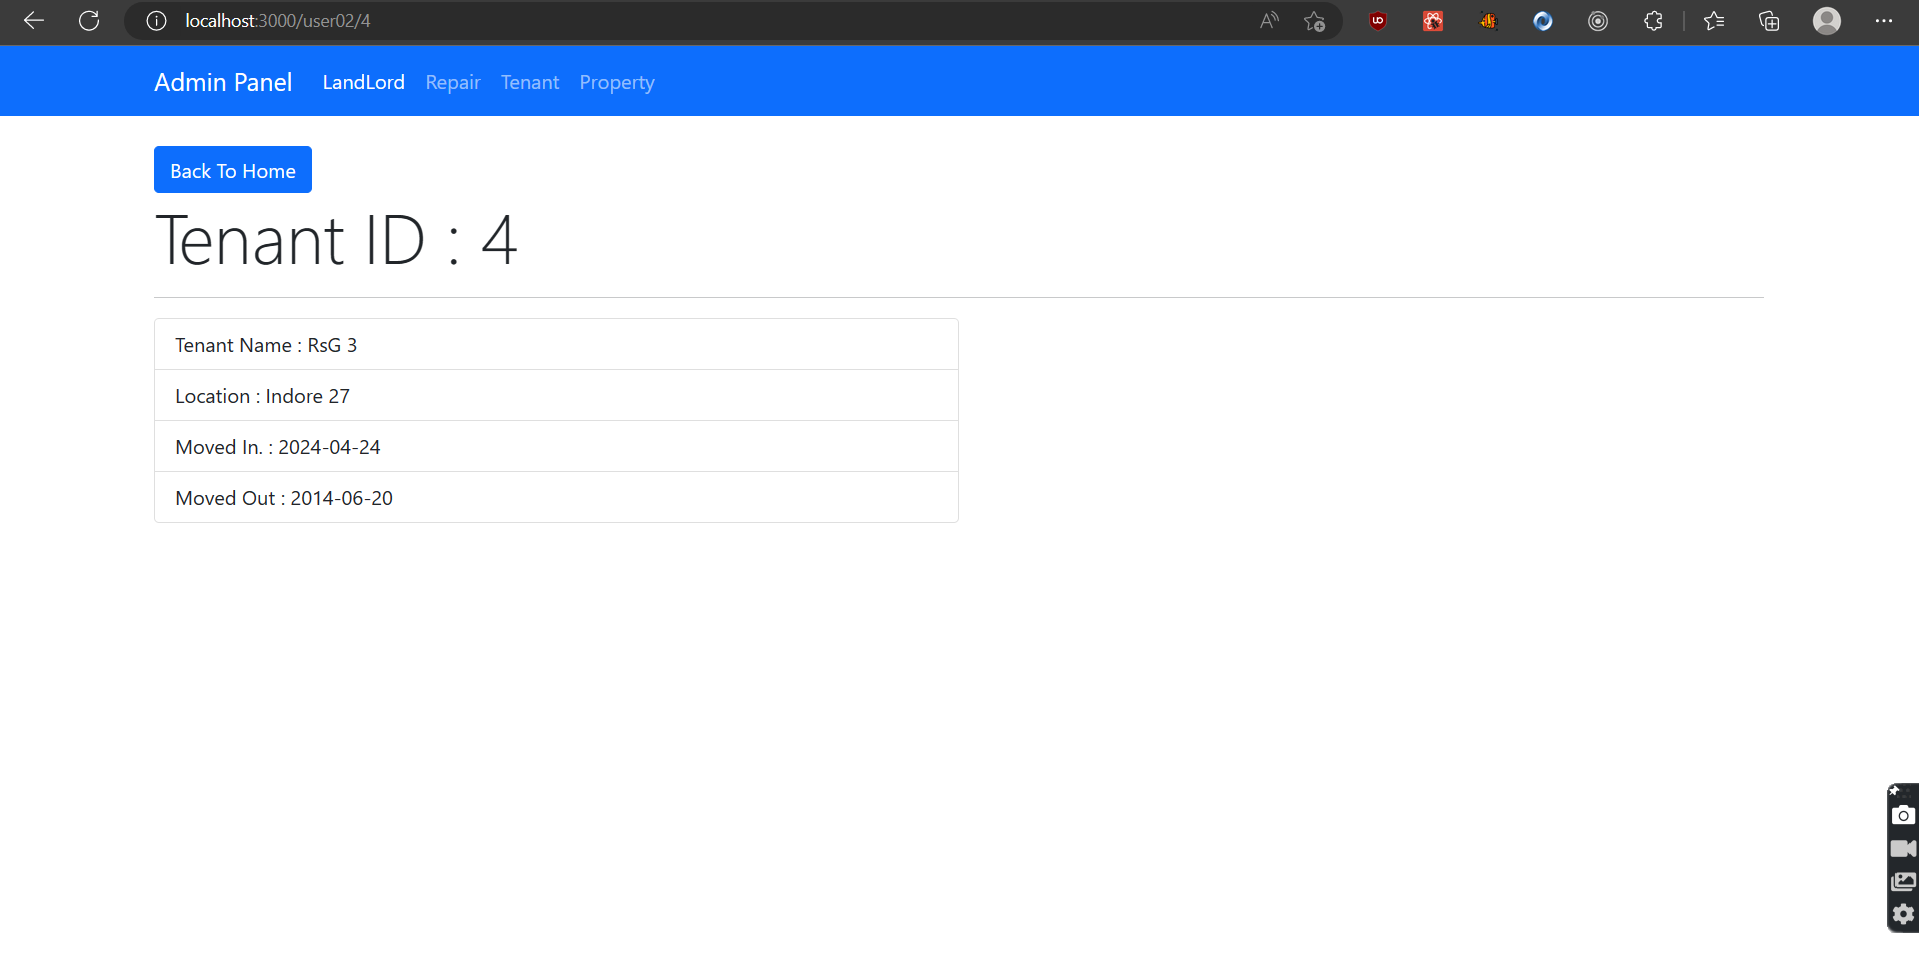 localhost:3000/user02/4
Admin Panel LandLord Repair Tenant Property
Back To Home
Tenant ID : 4
Tenant Name : RsG 3
Location : Indore 27
Moved In. : 2024-04-24
Moved Out : 2014-06-20